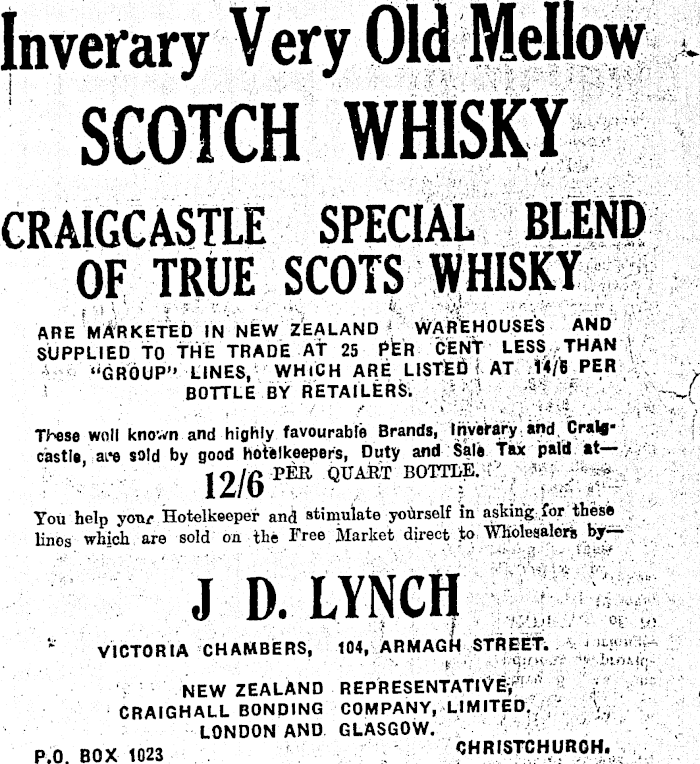 Inverary Very Old Mellow
SCOTCH WHISKY
CRAIGCASTLE SPECIAL BLEND
OF TRUE SCOTS WHISKY
ARE MARKETED IN NEW ZEALAND WAREHOUSES AND
SUPPLIED TO THE TRADE AT 25 PER CENT LESS THAN
"GROUP" LINES, WHICH ARE LISTED AT 14/6 PER
BOTTLE BY RETAILERS.
These well known and highly favourable Brands, Inverary and Craig-
castle, are sold by good hotelkeepers, Duty and Sale Tax paid at—
12/6 PER QUART BOTTLE.
You help your Hotelkeeper and stimulate yourself in asking for these
lines which are sold on the Free Market direct to Wholesalers by—
J D. LYNCH
VICTORIA CHAMBERS, 104, ARMAGH STREET.
NEW ZEALAND REPRESENTATIVE,
CRAIGHALL BONDING COMPANY, LIMITED.
LONDON AND GLASGOW.
P.O. BOX 1023 CHRISTCHURCH.